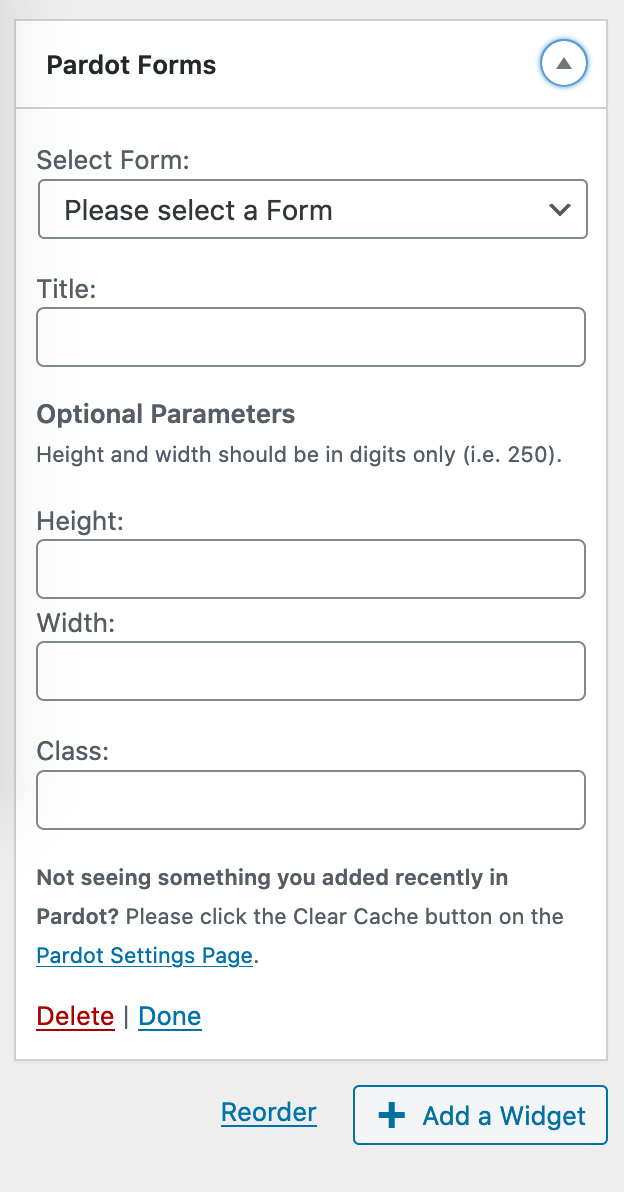 Pardot Forms
Select Form:
Please select a Form
Title:
Optional Parameters
Height and width should be in digits only (i.e. 250).
Height:
Width:
Class:
Not seeing something you added recently in
Pardot? Please click the Clear Cache button on the
Pardot Settings Page.
Delete | Done
Reorder
Add a Widget